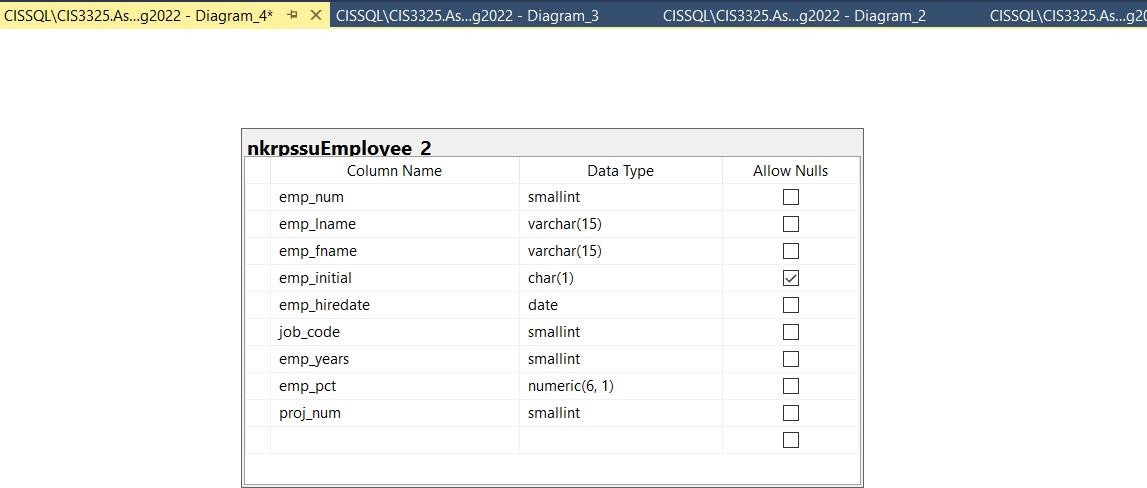 CISSQL\CIS3325.As...g2022 - Diagram_4* CISSQL\CIS3325.As...g2022 - Diagram_3 CISSQL\CIS3325.As...g2022 - Diagram_2 CISSQL\CIS3325.As...g20
nkrpssuEmployee_2
Column Name Data Type Allow Nulls
emp_num smallint
emp_lname varchar(15)
emp_fname varchar(15)
emp_initial char(1)
emp_hiredate date
job_code smallint
emp_years smallint
emp_pct numeric(6, 1)
proj_num smallint